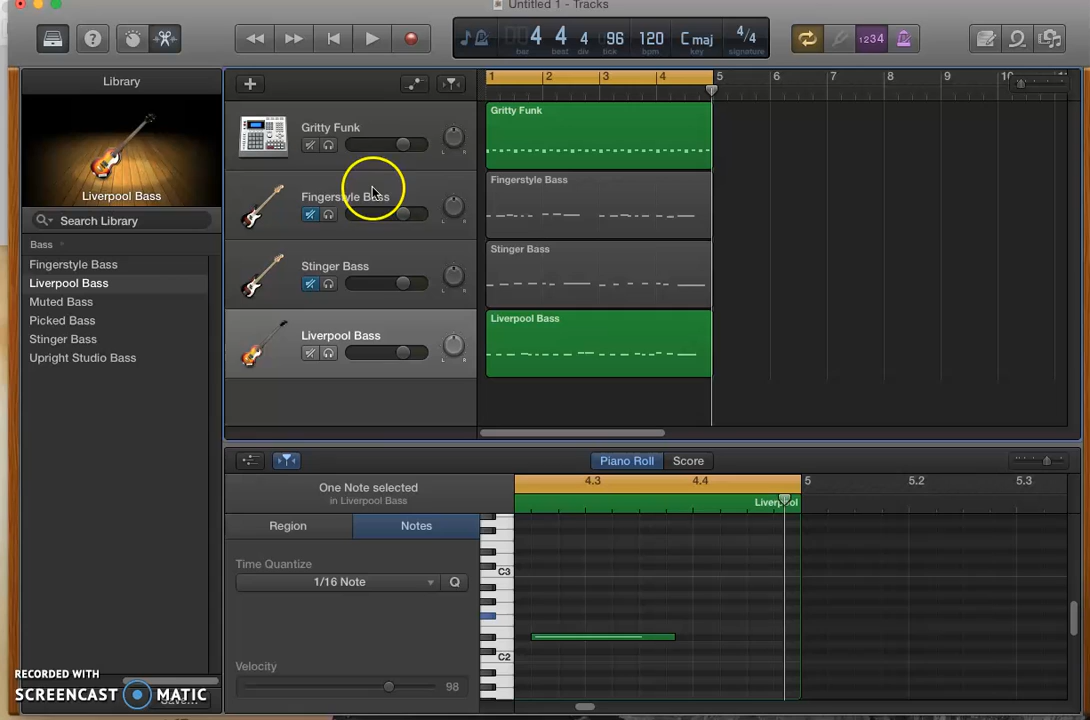 Untitled 1 - Tracks
1234
00 4 4 96 120 C maj 4/4
bar beat div tick bpm key signature
Library
1 2 3 4 5 6 7 8 9 10
Liverpool Bass
Search Library
Bass
Fingerstyle Bass
Liverpool Bass
Muted Bass
Picked Bass
Stinger Bass
Upright Studio Bass
Gritty Funk
L R
Fingerstyle Bass
L R
Stinger Bass
L R
Liverpool Bass
L R
Gritty Funk
Fingerstyle Bass
Stinger Bass
Liverpool Bass
Piano Roll Score
One Note selected
in Liverpool Bass
Region Notes
Time Quantize
1/16 Note Q
Velocity
98
4.3 4.4 5 5.2 5.3
Liverpool
C3
C2
RECORDED WITH
SCREENCAST MATIC